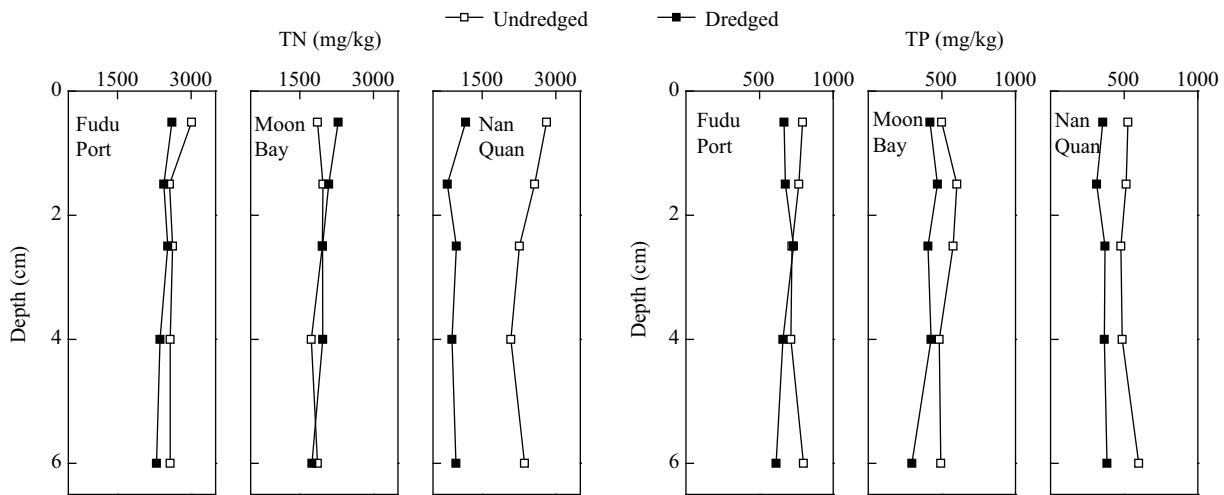 Undredged Dredged
TN (mg/kg) TP (mg/kg)
1500 3000 1500 3000 1500 3000 500 1000 500 1000 500 1000
0
Fudu
Port
Moon
Bay
Nan
Quan
Fudu
Port
Moon
Bay
Nan
Quan
2
Depth (cm)
4
6
0
2
Depth (cm)
4
6